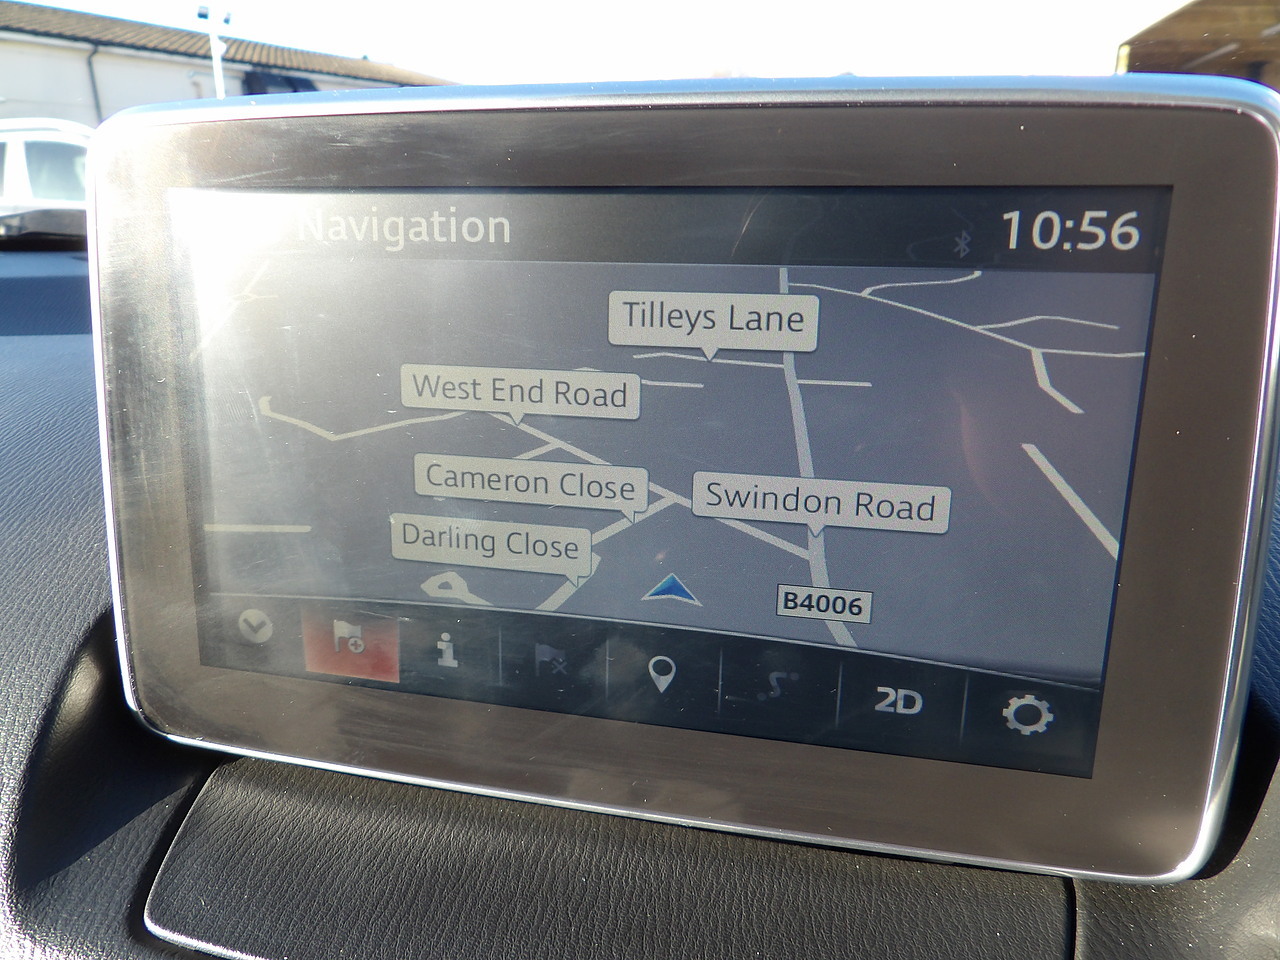 Navigation
10:56
Tilleys Lane
West End Road
Cameron Close
Swindon Road
Darling Close
B4006
2D